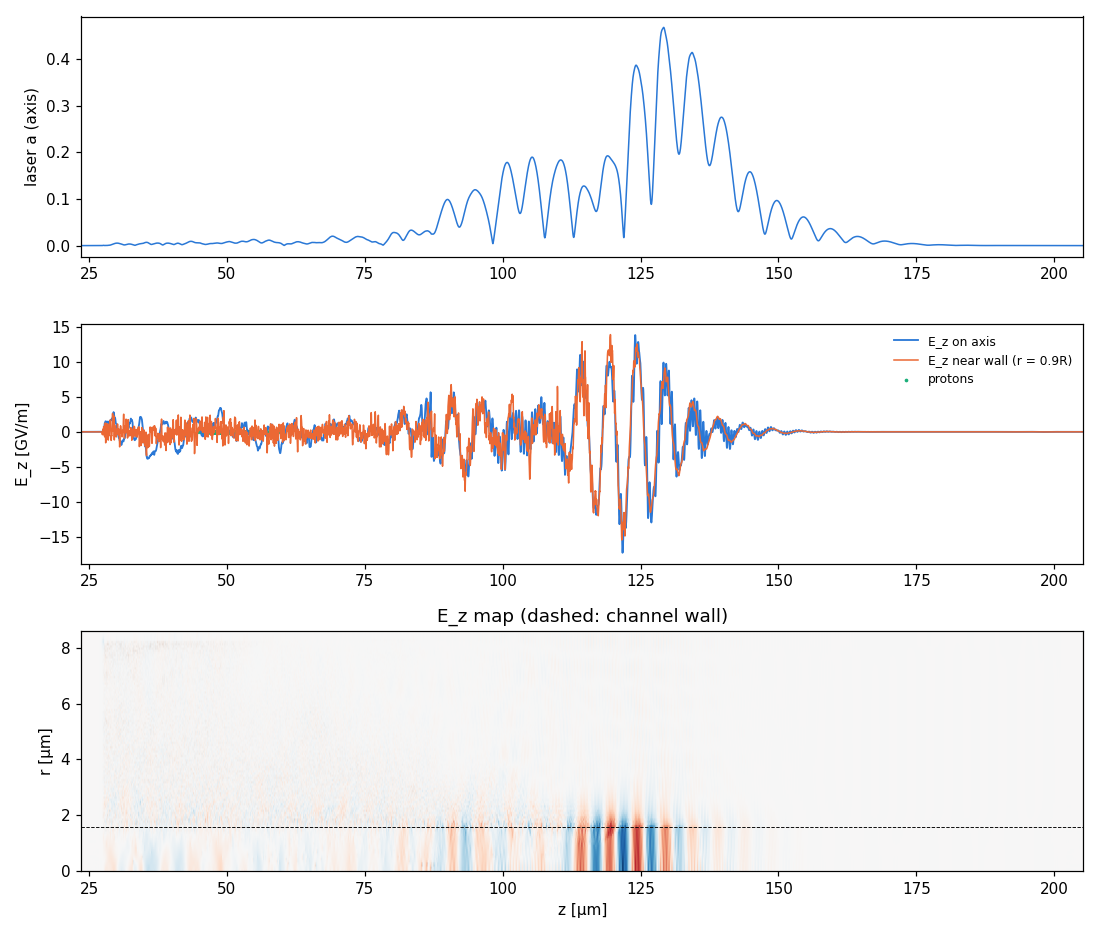 laser a (axis)
0.4
0.3
0.2
0.1
0.0
25 50 75 100 125 150 175 200
E_z [GV/m]
15
10
5
0
−5
−10
−15
E_z on axis
E_z near wall (r = 0.9R)
protons
25 50 75 100 125 150 175 200
E_z map (dashed: channel wall)
r [μm]
8
6
4
2
0
25 50 75 100 125 150 175 200
z [μm]